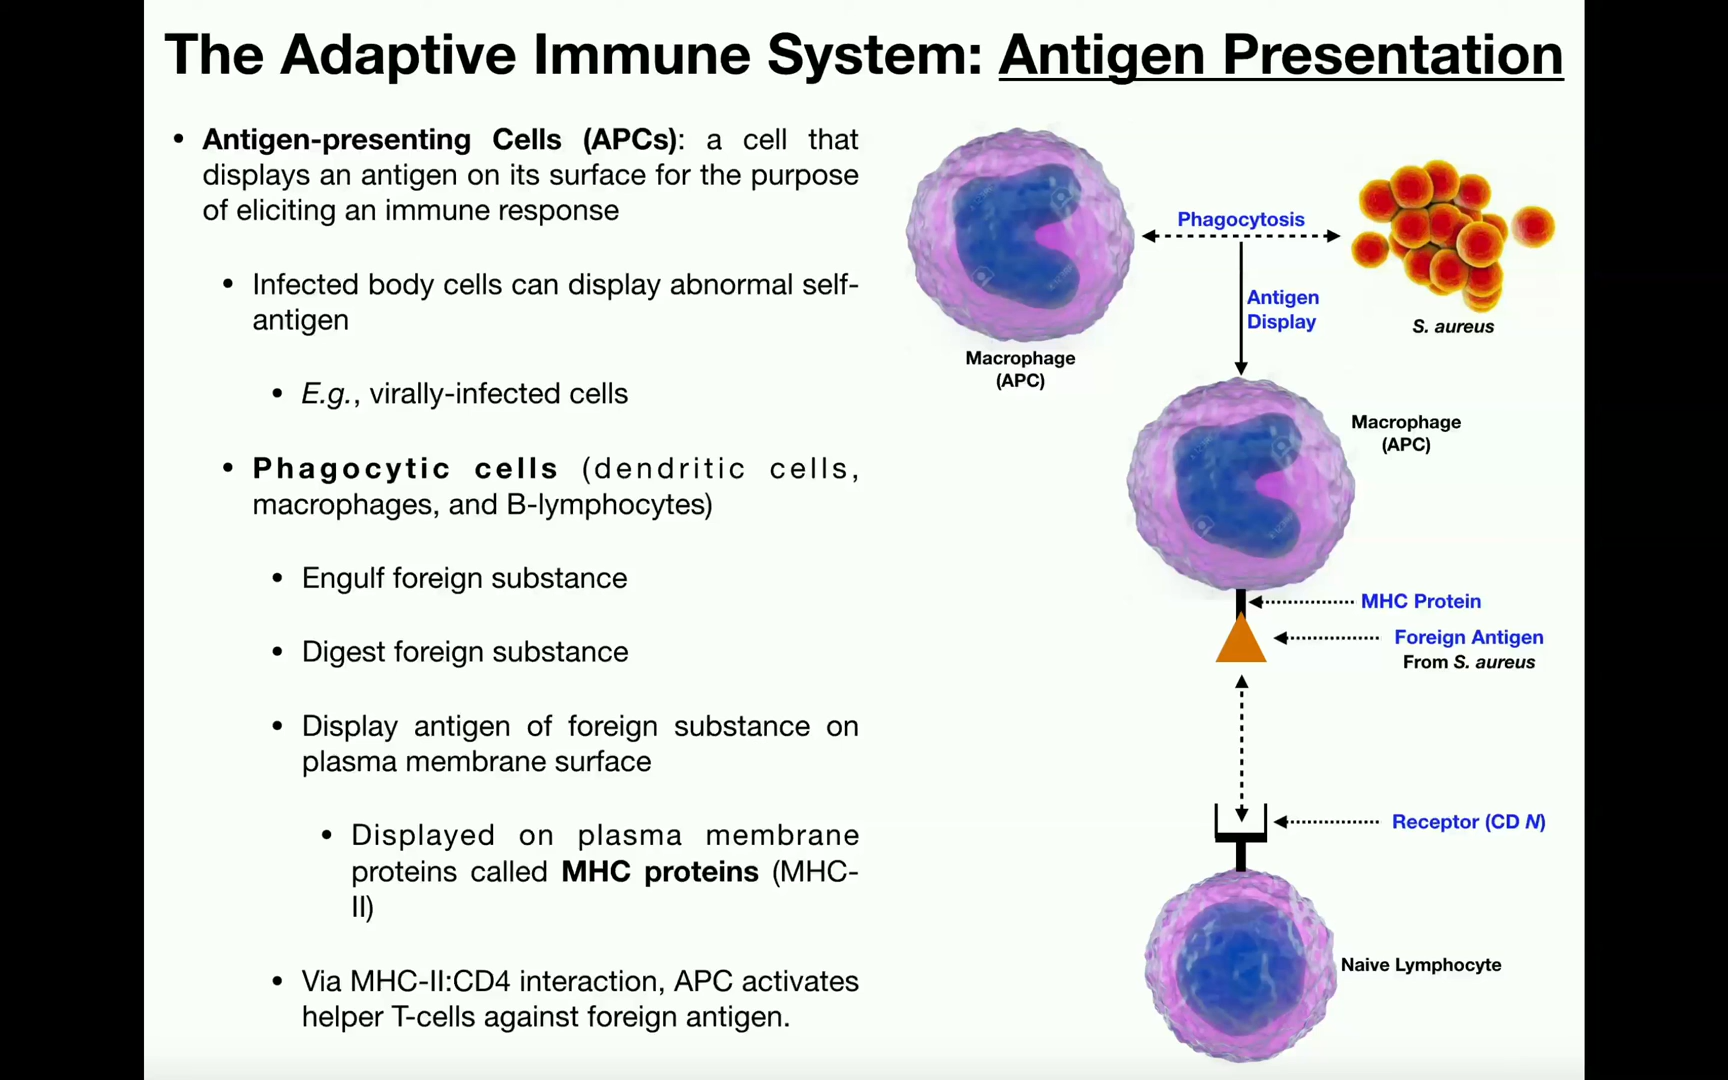 The Adaptive Immune System: Antigen Presentation
• Antigen-presenting Cells (APCs): a cell that
displays an antigen on its surface for the purpose
of eliciting an immune response
• Infected body cells can display abnormal self-
antigen
• E.g., virally-infected cells
• Phagocytic cells (dendritic cells,
macrophages, and B-lymphocytes)
• Engulf foreign substance
• Digest foreign substance
• Display antigen of foreign substance on
plasma membrane surface
• Displayed on plasma membrane
proteins called MHC proteins (MHC-
II)
• Via MHC-II:CD4 interaction, APC activates
helper T-cells against foreign antigen.
Phagocytosis
Antigen
Display
S. aureus
Macrophage
(APC)
Macrophage
(APC)
MHC Protein
Foreign Antigen
From S. aureus
Receptor (CD N)
Naive Lymphocyte